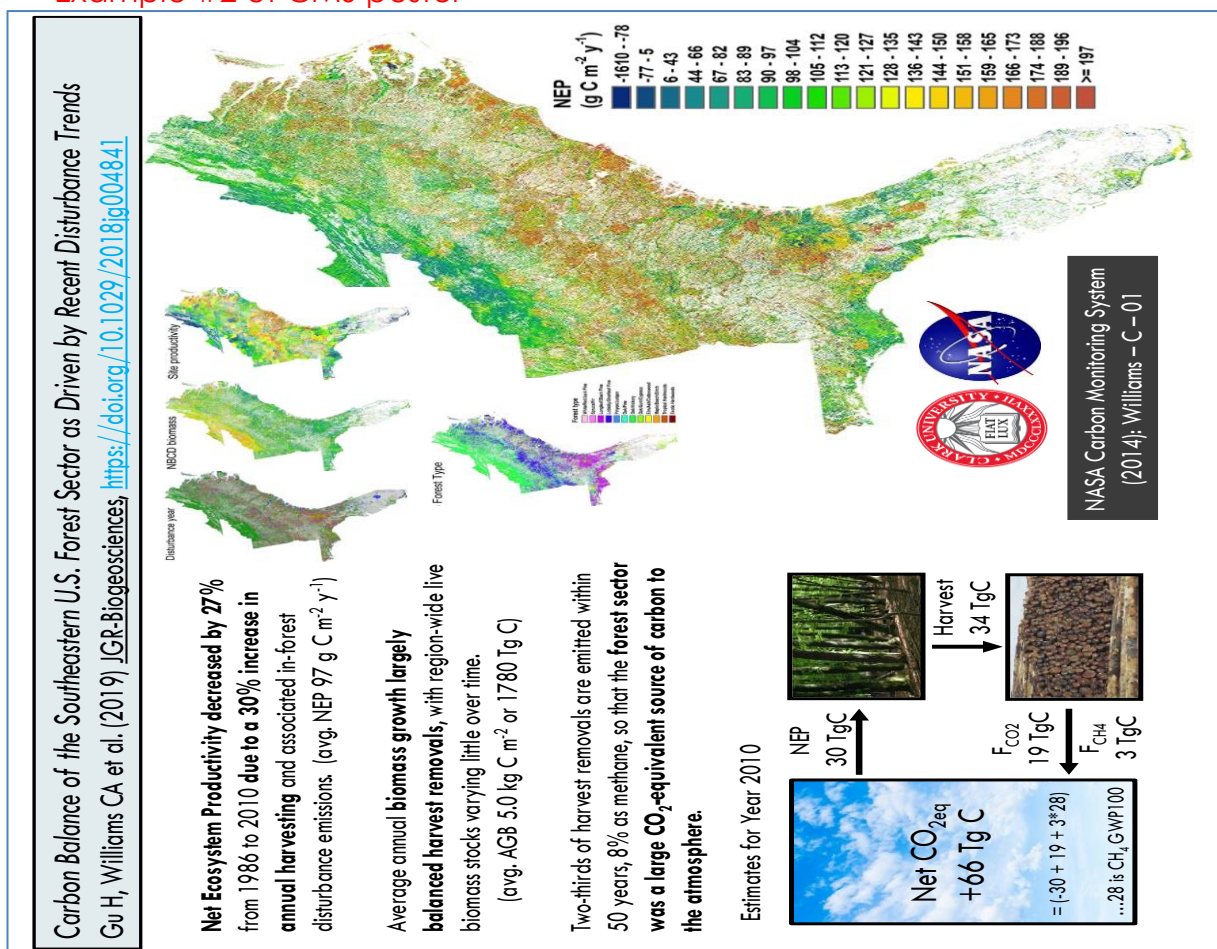 Example #2 of CMS poster
Carbon Balance of the Southeastern U.S. Forest Sector as Driven by Recent Disturbance Trends
Gu H, Williams CA et al. (2019) JGR-Biogeosciences, https://doi.org/10.1029/2018jg004841
Net Ecosystem Productivity decreased by 27%
from 1986 to 2010 due to a 30% increase in
annual harvesting and associated in-forest
disturbance emissions. (avg. NEP 97 g C m-2 y-1)
Average annual biomass growth largely
balanced harvest removals, with region-wide live
biomass stocks varying little over time.
(avg. AGB 5.0 kg C m-2 or 1780 Tg C)
Two-thirds of harvest removals are emitted within
50 years, 8% as methane, so that the forest sector
was a large CO2-equivalent source of carbon to
the atmosphere.
Estimates for Year 2010
Net CO2eq
+66 Tg C
= (-30 + 19 + 3*28)
...28 is CH4 GWP100
NEP
30 TgC
Harvest
34 TgC
FCO2
19 TgC
FCH4
3 TgC
Disturbance year
NBCD biomass
Site productivity
Forest Type
Forest type
NEP
(g C m-2 y-1)
-1610 - -78
-77 - 5
6 - 43
44 - 66
67 - 82
83 - 89
90 - 97
98 - 104
105 - 112
113 - 120
121 - 127
128 - 135
136 - 143
144 - 150
151 - 158
159 - 165
166 - 173
174 - 188
189 - 196
>= 197
CLARK UNIVERSITY
FIAT
LUX
MDCCCLXXXVII
NASA
NASA Carbon Monitoring System
(2014): Williams – C – 01